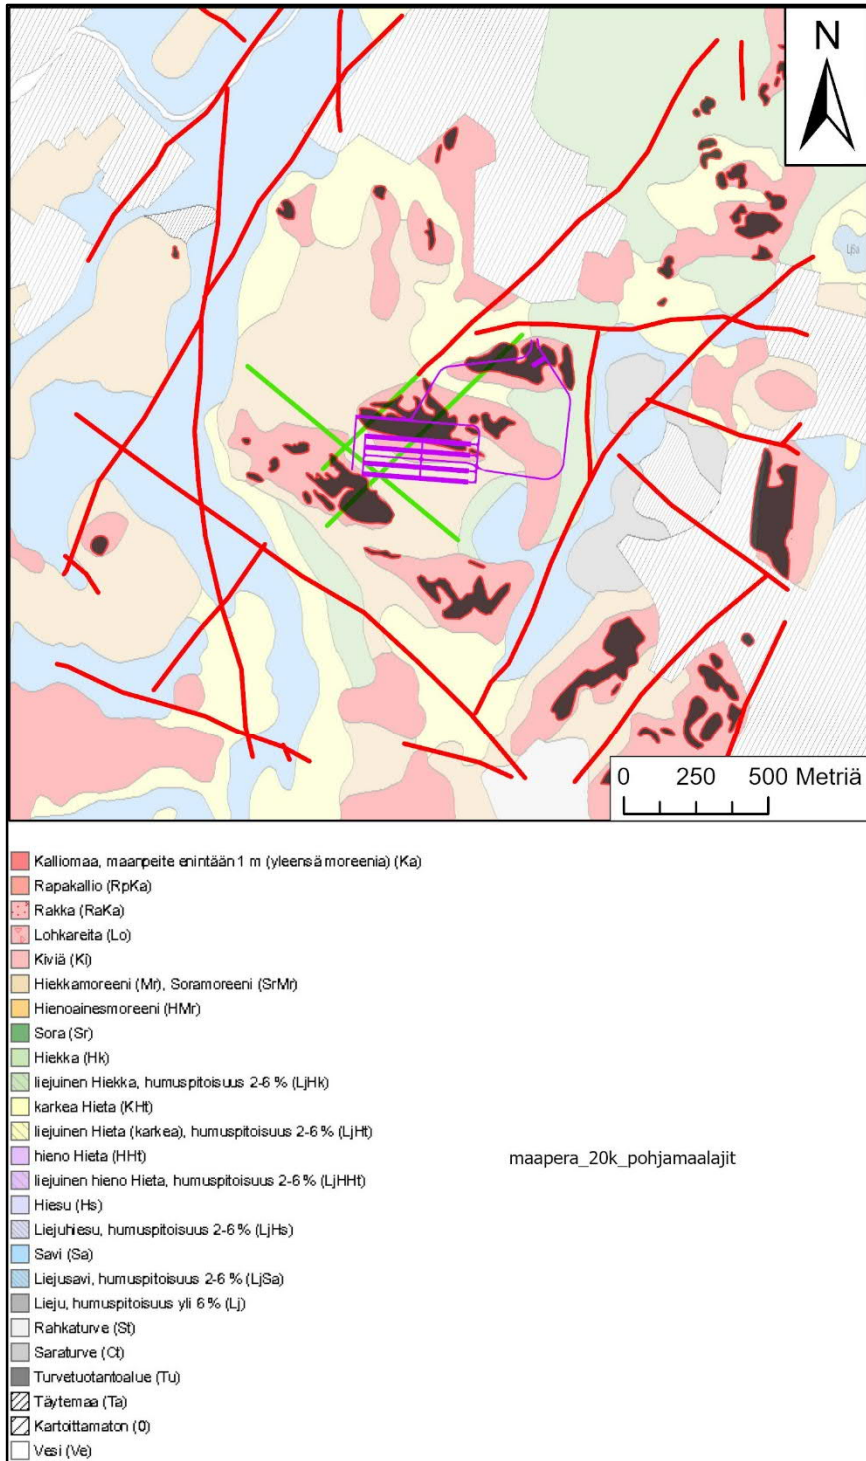 N
LjSa
0 250 500 Metriä
Kalliomaa, maanpeite enintään 1 m (yleensä moreenia) (Ka)
Rapakallio (RpKa)
Rakka (RaKa)
Lohkareita (Lo)
Kiviä (Ki)
Hiekkamoreeni (Mr), Soramoreeni (SrMr)
Hienoainesmoreeni (HMr)
Sora (Sr)
Hiekka (Hk)
liejuinen Hiekka, humuspitoisuus 2-6 % (LjHk)
karkea Hieta (KHt)
liejuinen Hieta (karkea), humuspitoisuus 2-6 % (LjHt)
hieno Hieta (HHt)
liejuinen hieno Hieta, humuspitoisuus 2-6 % (LjHHt)
Hiesu (Hs)
Liejuhiesu, humuspitoisuus 2-6 % (LjHs)
Savi (Sa)
Liejusavi, humuspitoisuus 2-6 % (LjSa)
Lieju, humuspitoisuus yli 6 % (Lj)
Rahkaturve (St)
Saraturve (Ct)
Turvetuotantoalue (Tu)
Täytemaa (Ta)
Kartoittamaton (0)
Vesi (Ve)
maapera_20k_pohjamaalajit